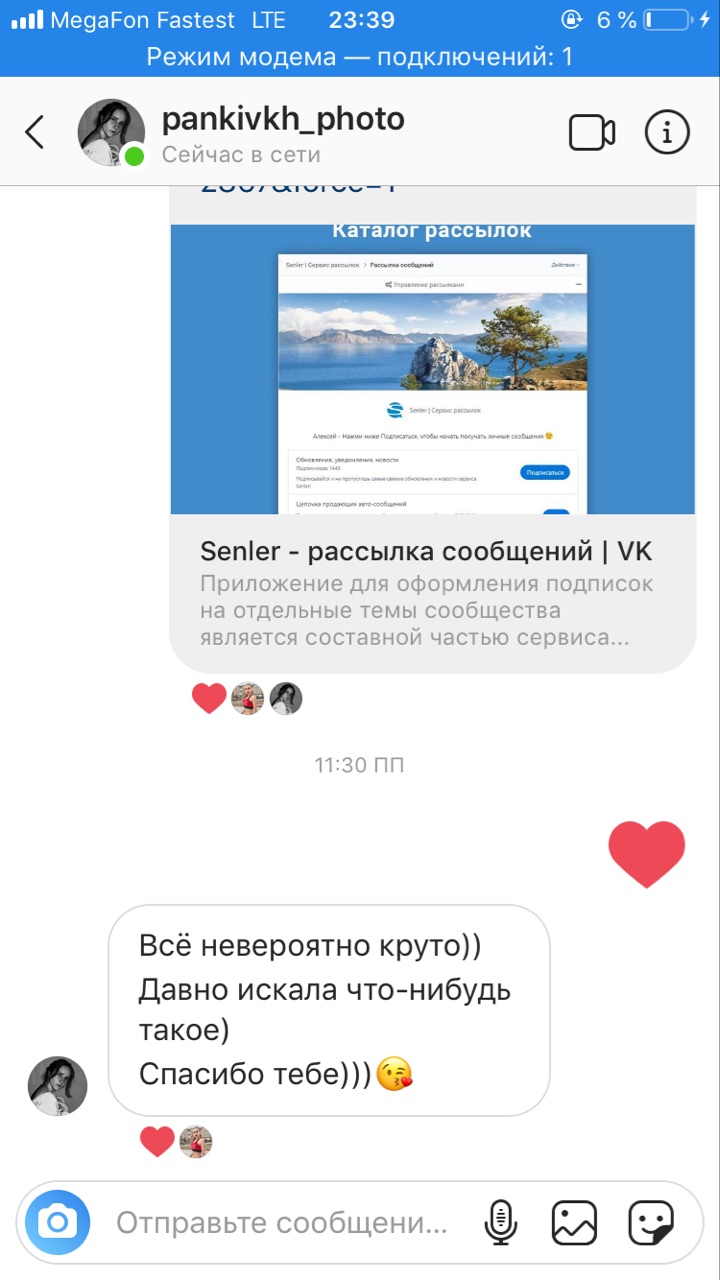 MegaFon Fastest LTE 23:39 6 %
Режим модема — подключений: 1
pankivkh_photo
Сейчас в сети
Каталог рассылок
Senler | Сервис рассылок > Рассылка сообщений Действия
Управление рассылками
Senler | Сервис рассылок
Алексей - Нажми ниже Подписаться, чтобы начать получать личные сообщения 😉
Обновления, уведомления, новости
Подписчиков: 1445
Подписаться
Подписывайся и не пропустишь самые свежие обновления и новости сервиса
Senler!
Цепочка продающих авто-сообщений
Senler - рассылка сообщений | VK
Приложение для оформления подписок
на отдельные темы сообщества
является составной частью сервиса...
11:30 ПП
Всё невероятно круто))
Давно искала что-нибудь
такое)
Спасибо тебе)))😘
Отправьте сообщени...